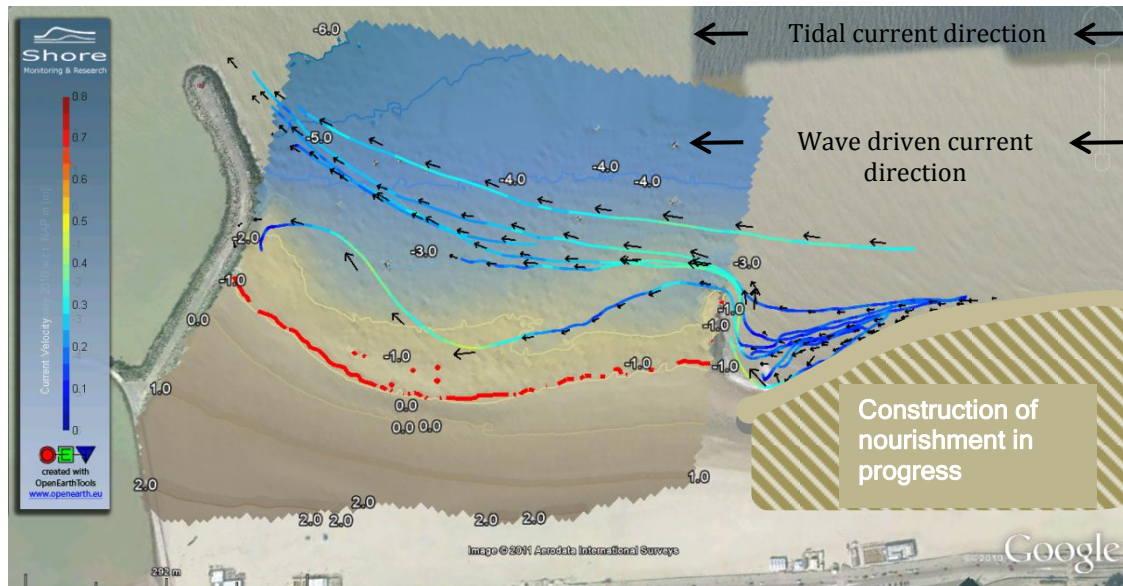 Shore
Monitoring & Research
0.8
0.7
0.6
0.5
0.4
0.3
0.2
0.1
0
created with
OpenEarthTools
www.openearth.eu
Tidal current direction
Wave driven current
direction
-6.0
-5.0
-4.0
-4.0
-4.0
-3.0
-3.0
-2.0
-1.0
-1.0
-1.0
0.0
-1.0
-1.0
-1.0
1.0
0.0
0.0 0.0
Construction of
nourishment in
progress
1.0
2.0
2.0
2.0 2.0
2.0
2.0
Image © 2011 Aerodata International Surveys
©2010 Google
292 m